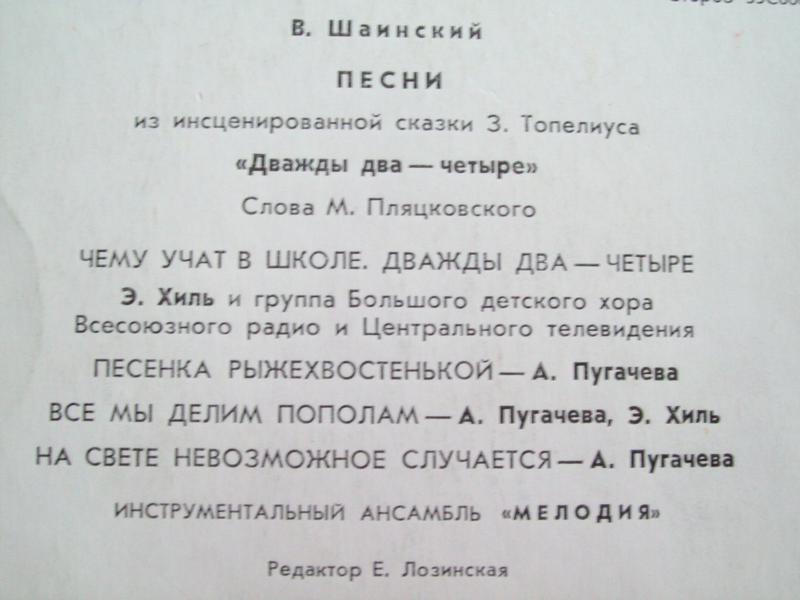 В. Шаинский
ПЕСНИ
из инсценированной сказки З. Топелиуса
«Дважды два — четыре»
Слова М. Пляцковского
ЧЕМУ УЧАТ В ШКОЛЕ. ДВАЖДЫ ДВА — ЧЕТЫРЕ
Э. Хиль и группа Большого детского хора
Всесоюзного радио и Центрального телевидения
ПЕСЕНКА РЫЖЕХВОСТЕНЬКОЙ — А. Пугачева
ВСЕ МЫ ДЕЛИМ ПОПОЛАМ — А. Пугачева, Э. Хиль
НА СВЕТЕ НЕВОЗМОЖНОЕ СЛУЧАЕТСЯ — А. Пугачева
ИНСТРУМЕНТАЛЬНЫЙ АНСАМБЛЬ «МЕЛОДИЯ»
Редактор Е. Лозинская